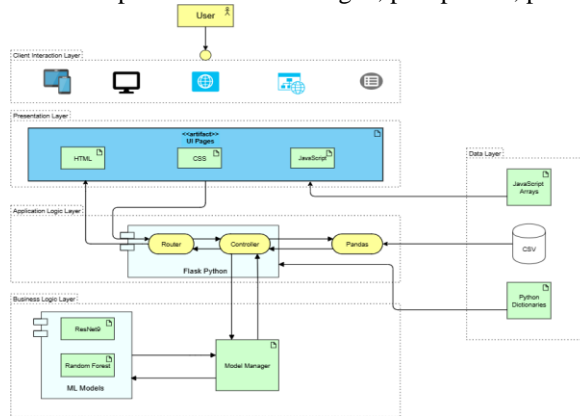 User
Client Interaction Layer
Presentation Layer
<<artifact>>
UI Pages
HTML
CSS
JavaScript
Data Layer
JavaScript
Arrays
CSV
Python
Dictionaries
Application Logic Layer
Router
Controller
Pandas
Flask Python
Business Logic Layer
ResNet9
Random Forest
ML Models
Model Manager